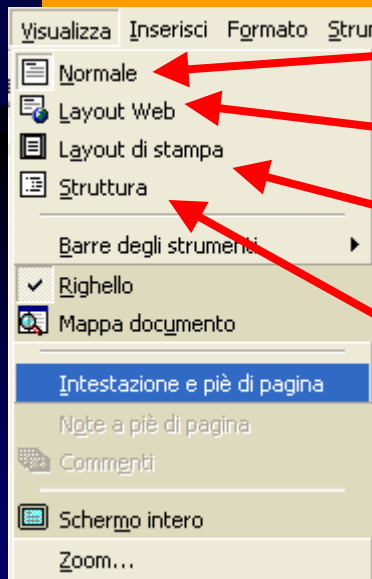 Visualizza Inserisci Formato Strum
Normale
Layout Web
Layout di stampa
Struttura
Barre degli strumenti
Righello
Mappa documento
Intestazione e piè di pagina
Note a piè di pagina
Commenti
Schermo intero
Zoom...